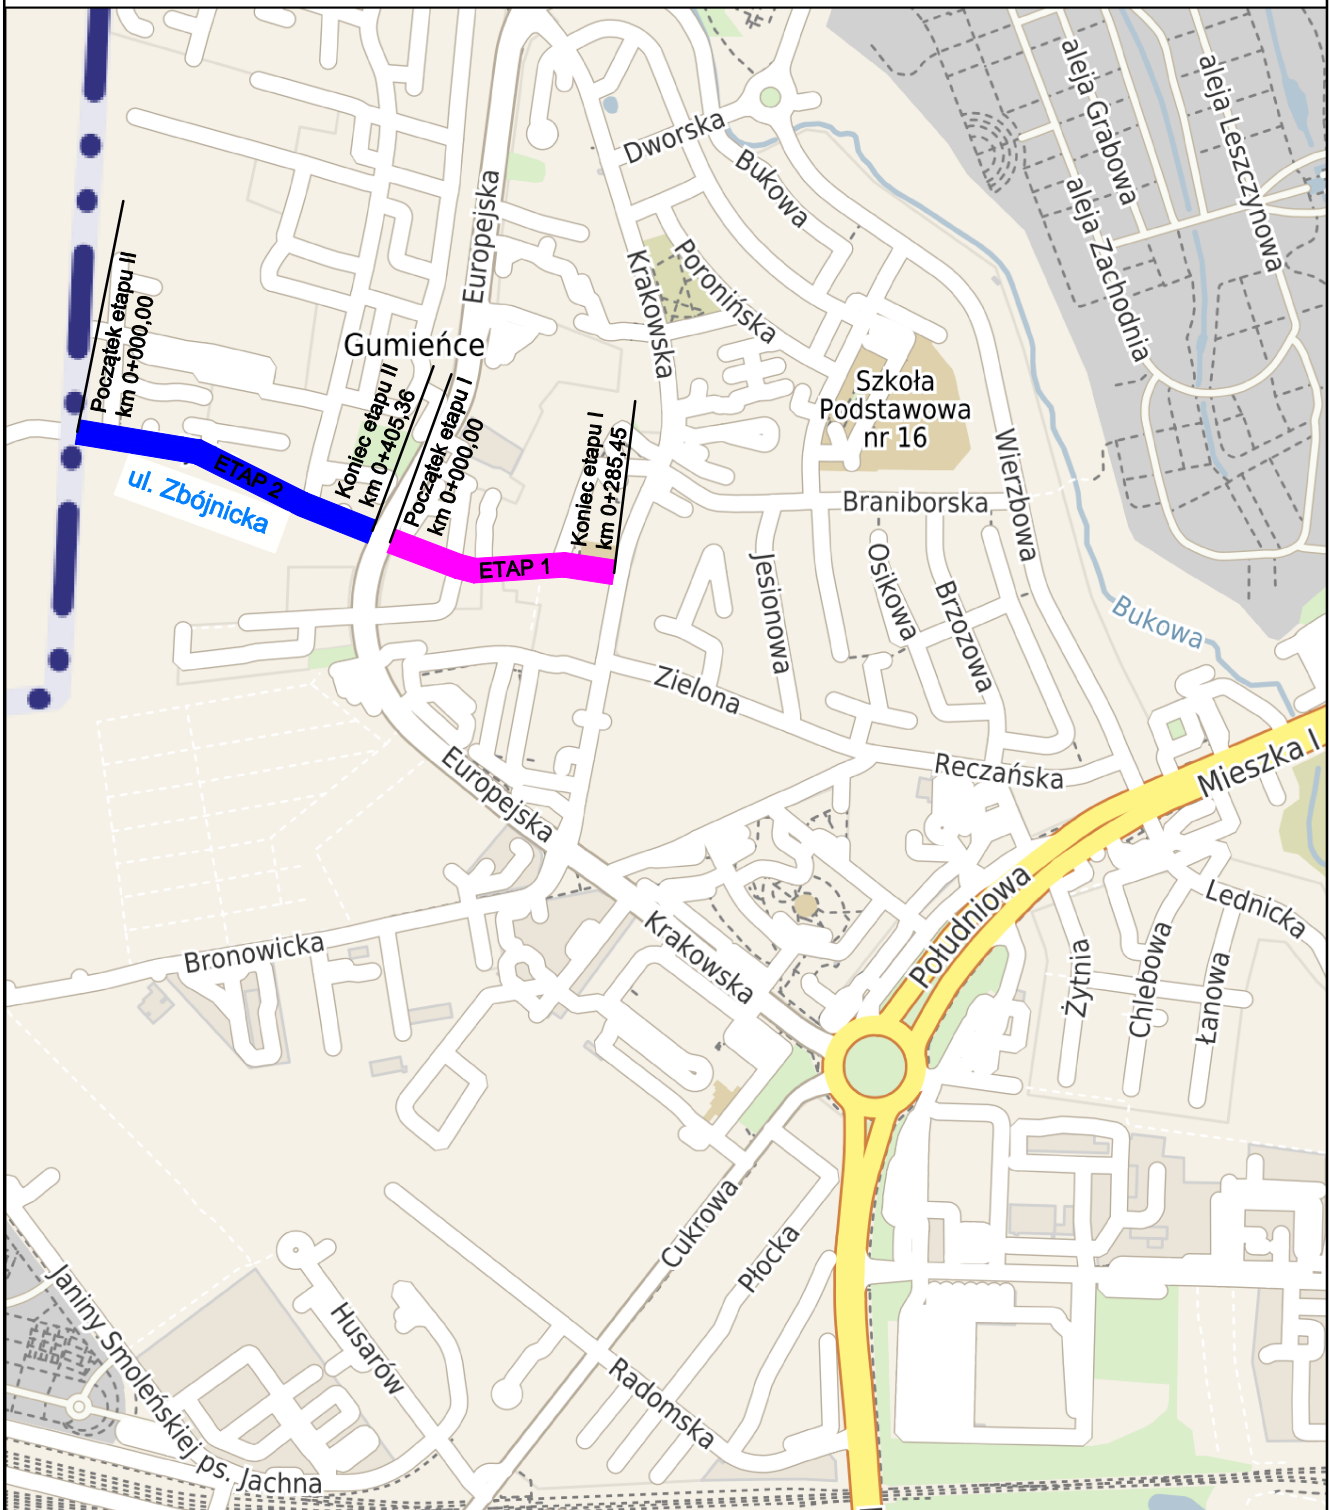 aleja Grabowa
aleja Leszczynowa
Dworska
Bukowa
Europejska
aleja Zachodnia
Krakowska
Poronińska
Początek etapu II
km 0+000,00
Gumieńce
Koniec etapu II
km 0+405,36
Początek etapu I
km 0+000,00
Koniec etapu I
km 0+285,45
Szkoła
Podstawowa
nr 16
Wierzbowa
ETAP 2
ul. Zbójnicka
Braniborska
ETAP 1
Jesionowa
Osikowa
Brzozowa
Bukowa
Zielona
Europejska
Reczańska
Mieszka I
Południowa
Lednicka
Krakowska
Bronowicka
Żytnia
Chlebowa
Łanowa
Cukrowa
Płocka
Janiny Smoleńskiej ps. Jachna
Husarów
Radomska